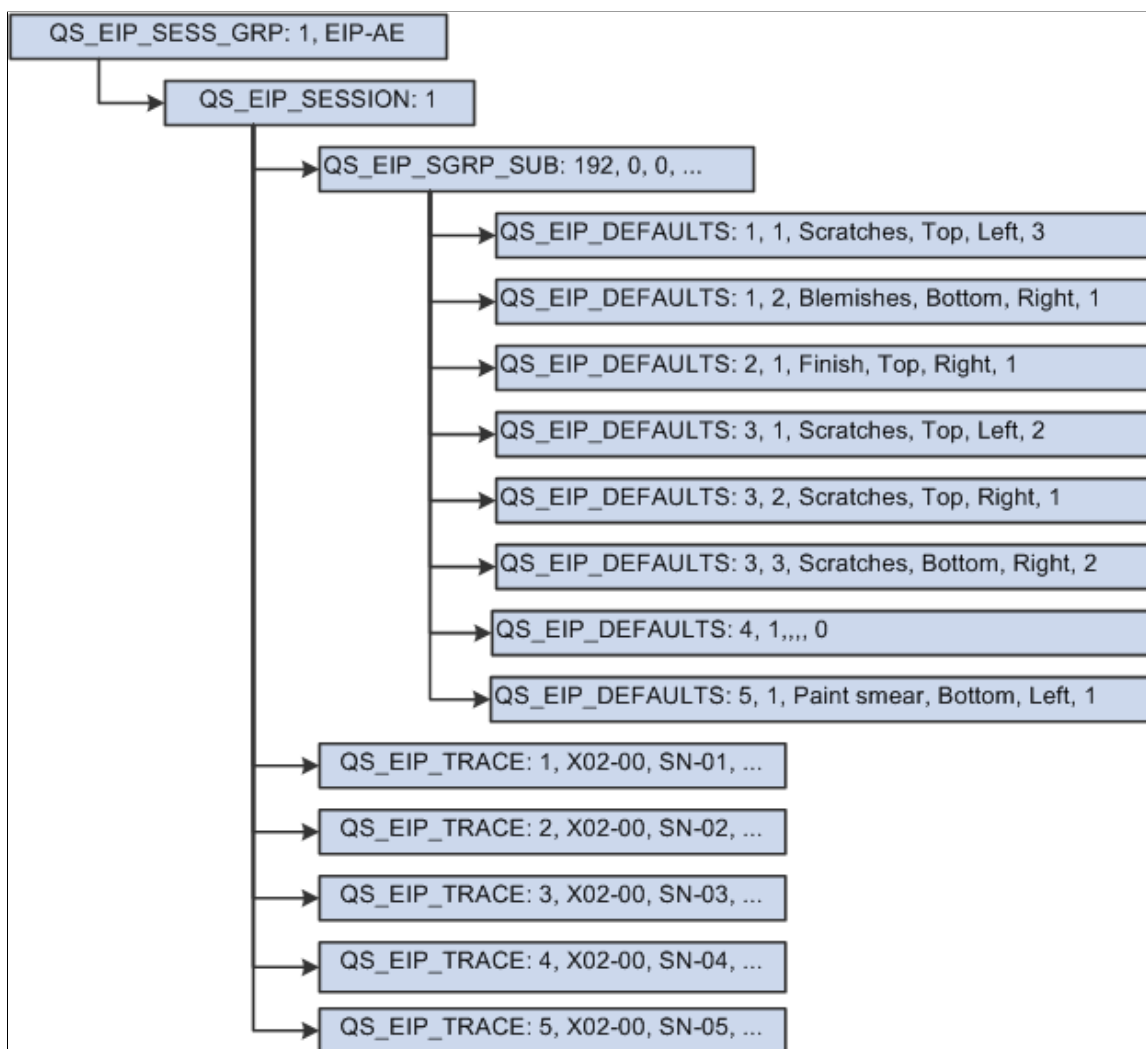 QS_EIP_SESS_GRP: 1, EIP-AE
QS_EIP_SESSION: 1
QS_EIP_SGRP_SUB: 192, 0, 0, ...
QS_EIP_DEFAULTS: 1, 1, Scratches, Top, Left, 3
QS_EIP_DEFAULTS: 1, 2, Blemishes, Bottom, Right, 1
QS_EIP_DEFAULTS: 2, 1, Finish, Top, Right, 1
QS_EIP_DEFAULTS: 3, 1, Scratches, Top, Left, 2
QS_EIP_DEFAULTS: 3, 2, Scratches, Top, Right, 1
QS_EIP_DEFAULTS: 3, 3, Scratches, Bottom, Right, 2
QS_EIP_DEFAULTS: 4, 1,,,, 0
QS_EIP_DEFAULTS: 5, 1, Paint smear, Bottom, Left, 1
QS_EIP_TRACE: 1, X02-00, SN-01, ...
QS_EIP_TRACE: 2, X02-00, SN-02, ...
QS_EIP_TRACE: 3, X02-00, SN-03, ...
QS_EIP_TRACE: 4, X02-00, SN-04, ...
QS_EIP_TRACE: 5, X02-00, SN-05, ...